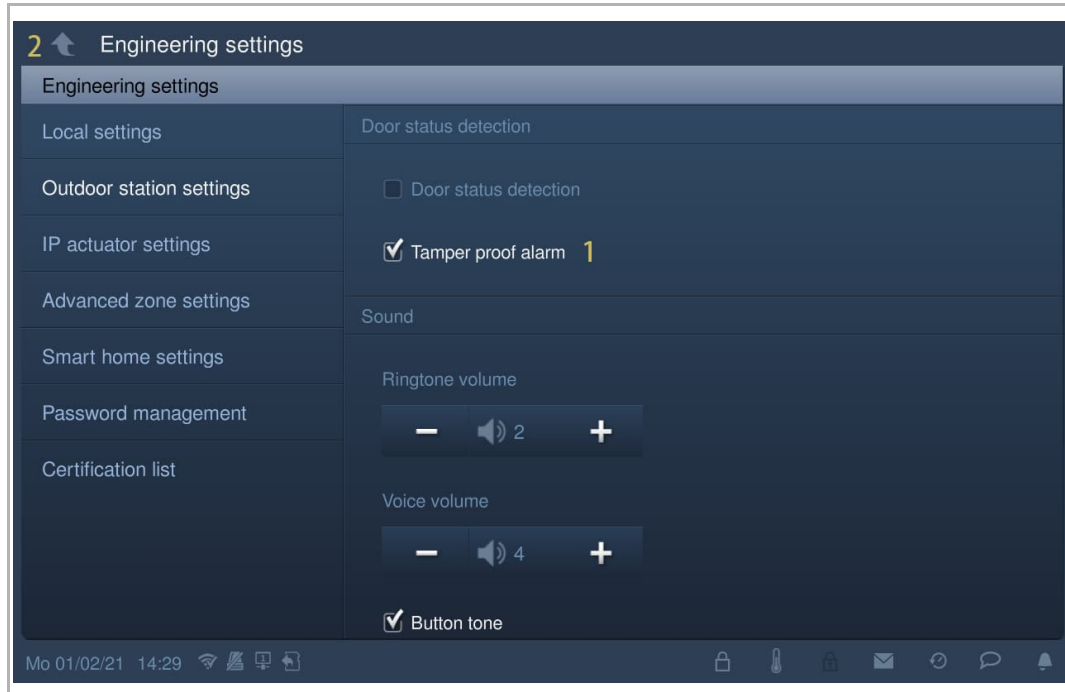 2 Engineering settings
Engineering settings
Local settings
Outdoor station settings
IP actuator settings
Advanced zone settings
Smart home settings
Password management
Certification list
Door status detection
Door status detection
Tamper proof alarm 1
Sound
Ringtone volume
2
Voice volume
4
Button tone
Mo 01/02/21 14:29